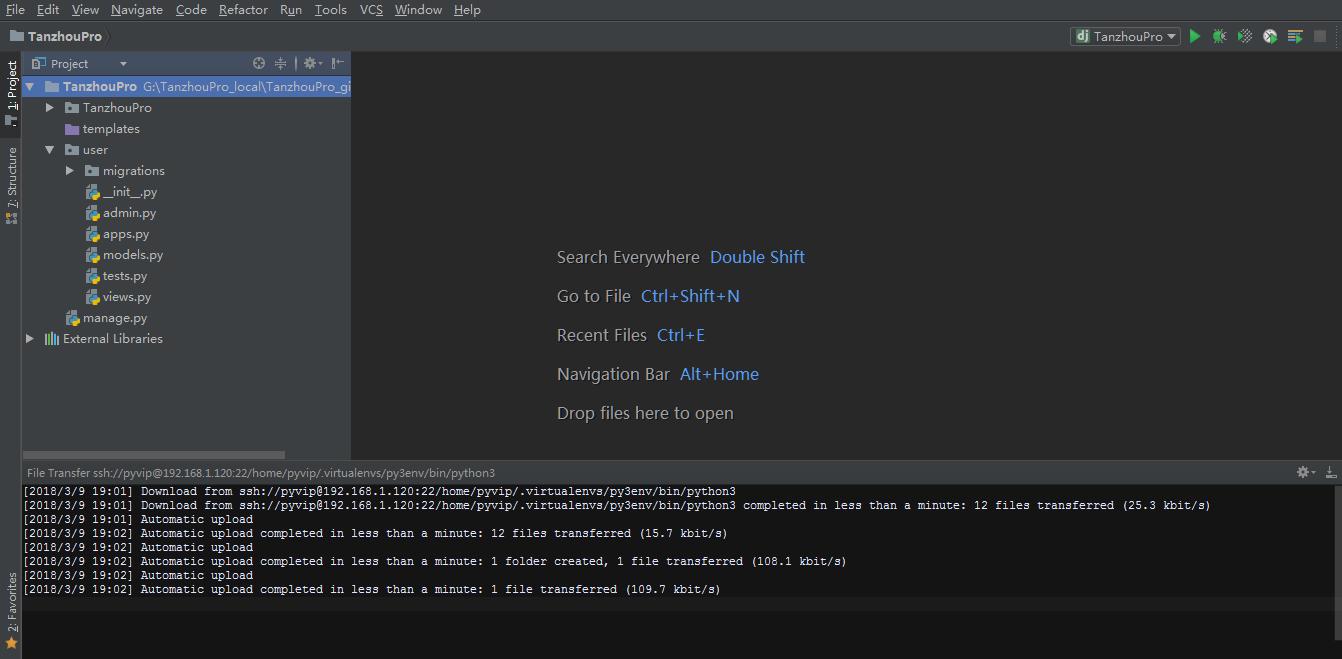 File Edit View Navigate Code Refactor Run Tools VCS Window Help
TanzhouPro
dj TanzhouPro
1: Project
7: Structure
2: Favorites
Project
TanzhouPro G:\TanzhouPro_local\TanzhouPro_gi
TanzhouPro
templates
user
migrations
__init__.py
admin.py
apps.py
models.py
tests.py
views.py
manage.py
External Libraries
Search Everywhere Double Shift
Go to File Ctrl+Shift+N
Recent Files Ctrl+E
Navigation Bar Alt+Home
Drop files here to open
File Transfer ssh://pyvip@192.168.1.120:22/home/pyvip/.virtualenvs/py3env/bin/python3
[2018/3/9 19:01] Download from ssh://pyvip@192.168.1.120:22/home/pyvip/.virtualenvs/py3env/bin/python3
[2018/3/9 19:01] Download from ssh://pyvip@192.168.1.120:22/home/pyvip/.virtualenvs/py3env/bin/python3 completed in less than a minute: 12 files transferred (25.3 kbit/s)
[2018/3/9 19:01] Automatic upload
[2018/3/9 19:02] Automatic upload completed in less than a minute: 12 files transferred (15.7 kbit/s)
[2018/3/9 19:02] Automatic upload
[2018/3/9 19:02] Automatic upload completed in less than a minute: 1 folder created, 1 file transferred (108.1 kbit/s)
[2018/3/9 19:02] Automatic upload
[2018/3/9 19:02] Automatic upload completed in less than a minute: 1 file transferred (109.7 kbit/s)